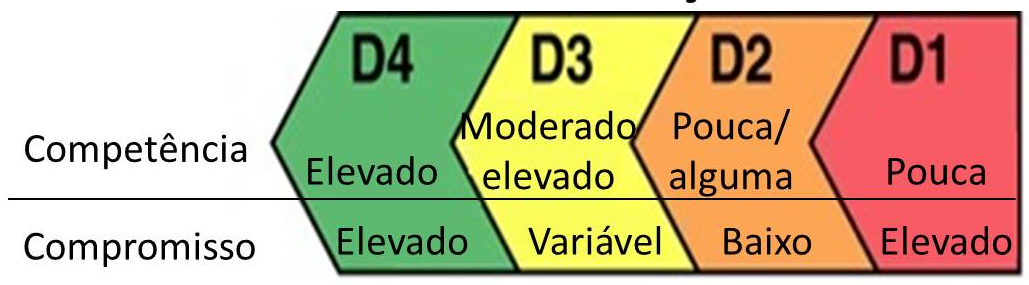 D4 D3 D2 D1
Moderado Pouca/
Competência Elevado elevado alguma Pouca
Compromisso Elevado Variável Baixo Elevado